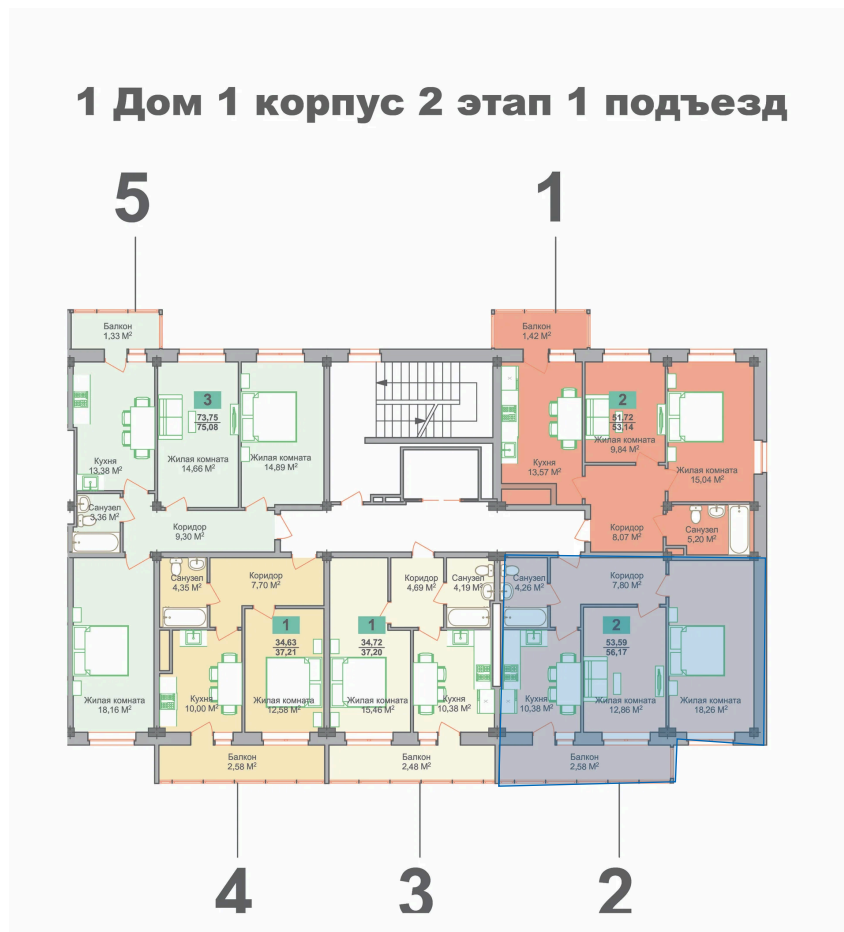 1 Дом 1 корпус 2 этап 1 подъезд
5
1
Балкон
1,33 М²
Балкон
1,42 М²
3
73,75
75,08
2
51,72
53,14
Кухня
13,38 М²
Жилая комната
14,66 М²
Жилая комната
14,89 М²
Кухня
13,57 М²
Жилая комната
9,84 М²
Жилая комната
15,04 М²
Санузел
3,36 М²
Коридор
9,30 М²
Коридор
8,07 М²
Санузел
5,20 М²
Санузел
4,35 М²
Коридор
7,70 М²
Коридор
4,69 М²
Санузел
4,19 М²
Санузел
4,26 М²
Коридор
7,80 М²
1
34,63
37,21
1
34,72
37,20
2
53,59
56,17
Жилая комната
18,16 М²
Кухня
10,00 М²
Жилая комната
12,58 М²
Жилая комната
15,46 М²
Кухня
10,38 М²
Кухня
10,38 М²
Жилая комната
12,86 М²
Жилая комната
18,26 М²
Балкон
2,58 М²
Балкон
2,48 М²
Балкон
2,58 М²
4
3
2